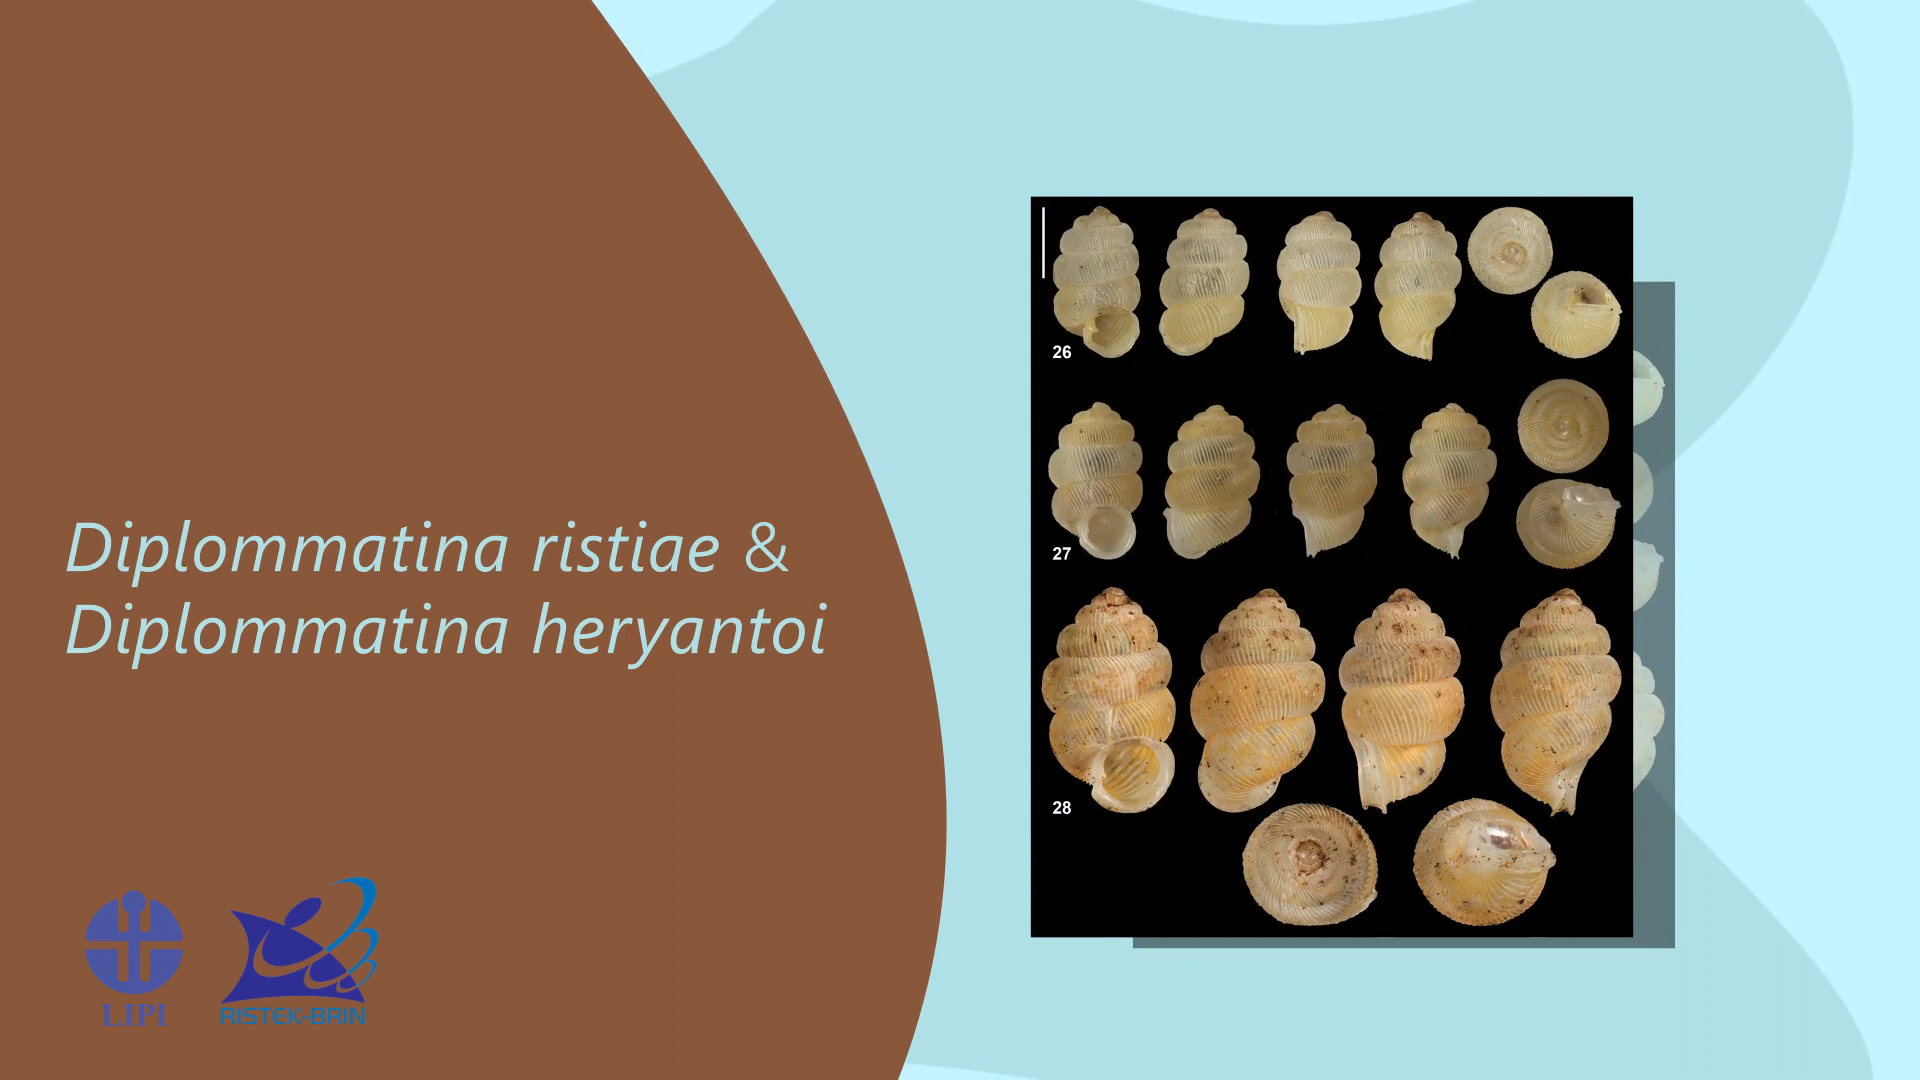 Diplommatina ristiae &
Diplommatina heryantoi
LIPI
RISTEK-BRIN
26
27
28